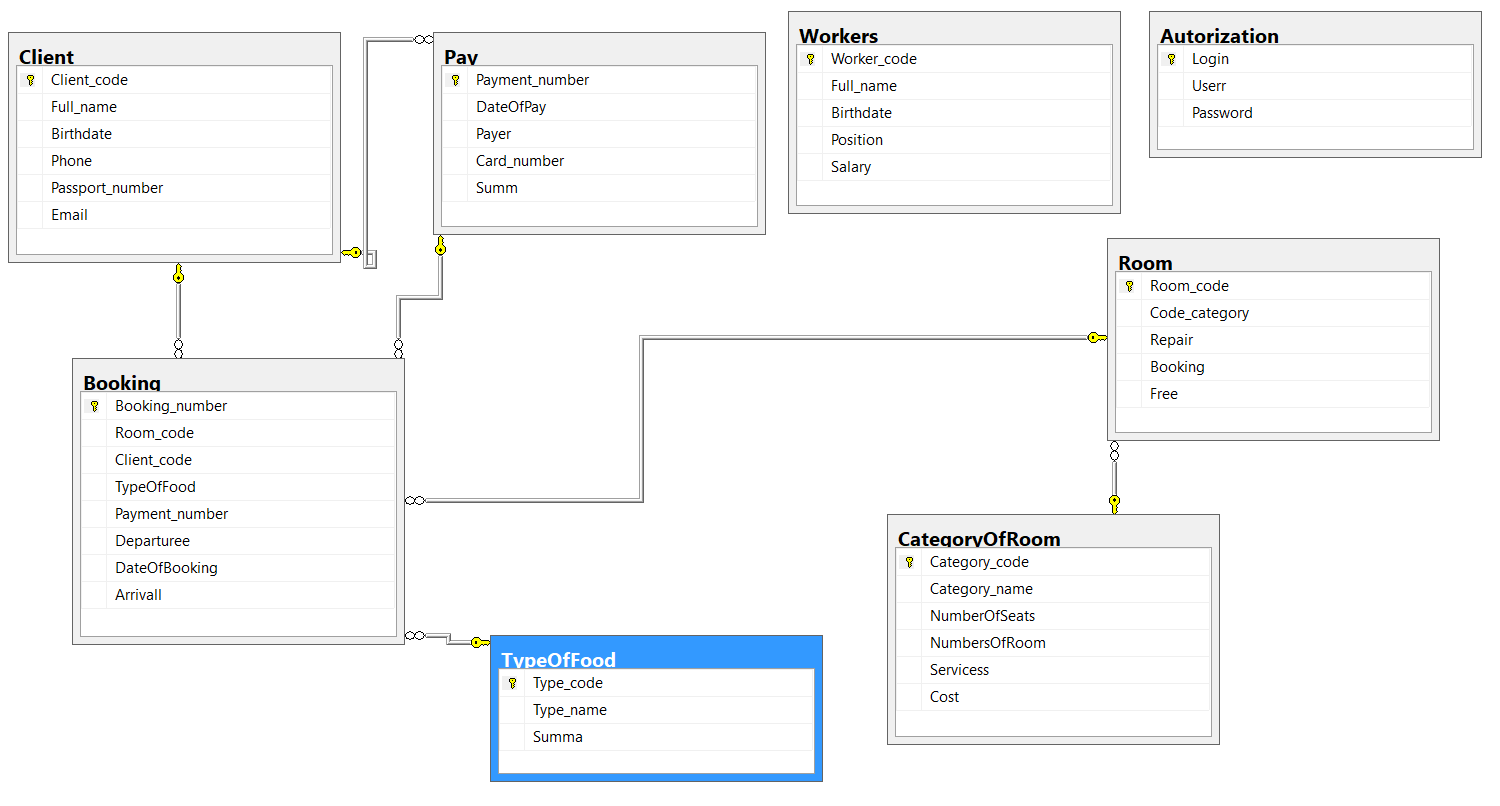 Client
Client_code
Full_name
Birthdate
Phone
Passport_number
Email
Pay
Payment_number
DateOfPay
Payer
Card_number
Summ
Workers
Worker_code
Full_name
Birthdate
Position
Salary
Autorization
Login
Userr
Password
Room
Room_code
Code_category
Repair
Booking
Free
Booking
Booking_number
Room_code
Client_code
TypeOfFood
Payment_number
Departuree
DateOfBooking
Arrivall
CategoryOfRoom
Category_code
Category_name
NumberOfSeats
NumbersOfRoom
Servicess
Cost
TypeOfFood
Type_code
Type_name
Summa